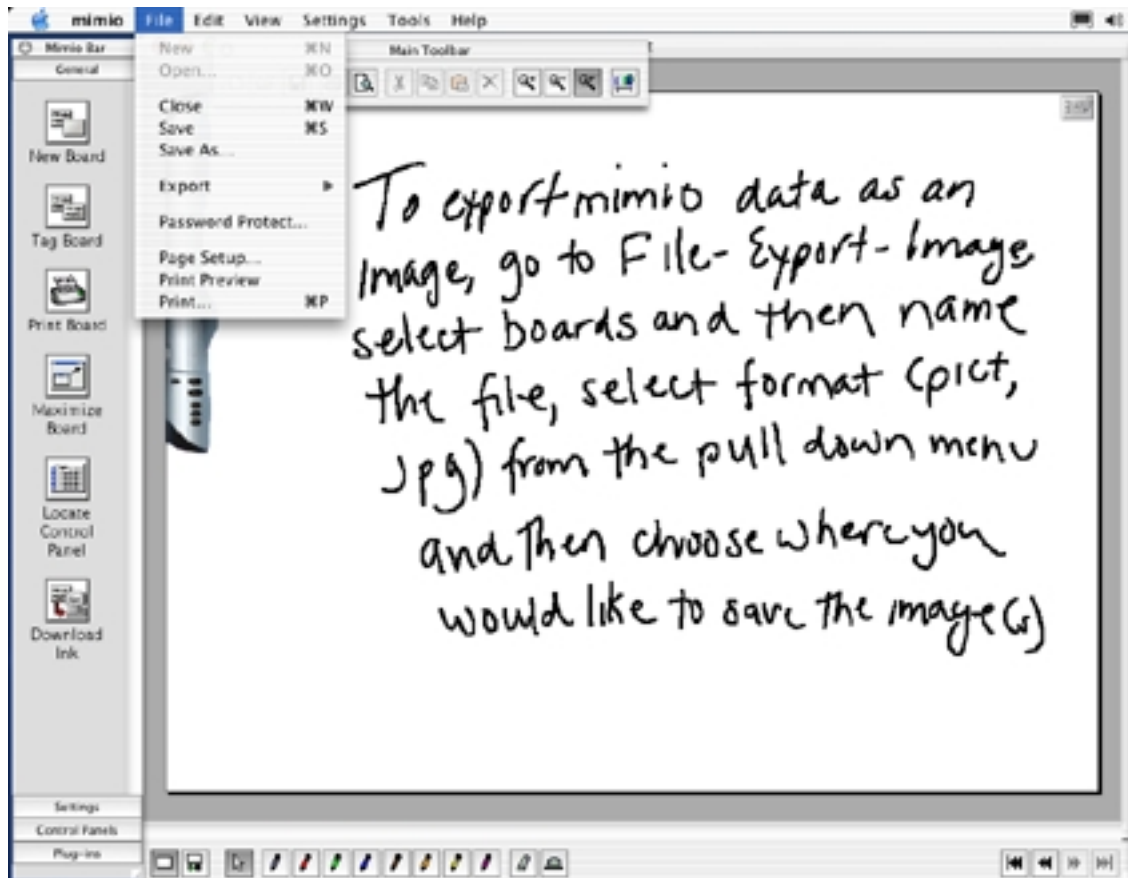 mimio File Edit View Settings Tools Help
Mimio Bar
General
New Board
Tag Board
Print Board
Maximize
Board
Locate
Control
Panel
Download
Ink
Settings
Control Panels
Plug-ins
New ⌘N
Open... ⌘O
Close ⌘W
Save ⌘S
Save As...
Export
Password Protect...
Page Setup...
Print Preview
Print... ⌘P
Main Toolbar
To export mimio data as an
image, go to File-Export-Image,
select boards and then name
the file, select format (pict,
jpg) from the pull down menu
and then choose where you
would like to save the image(s)